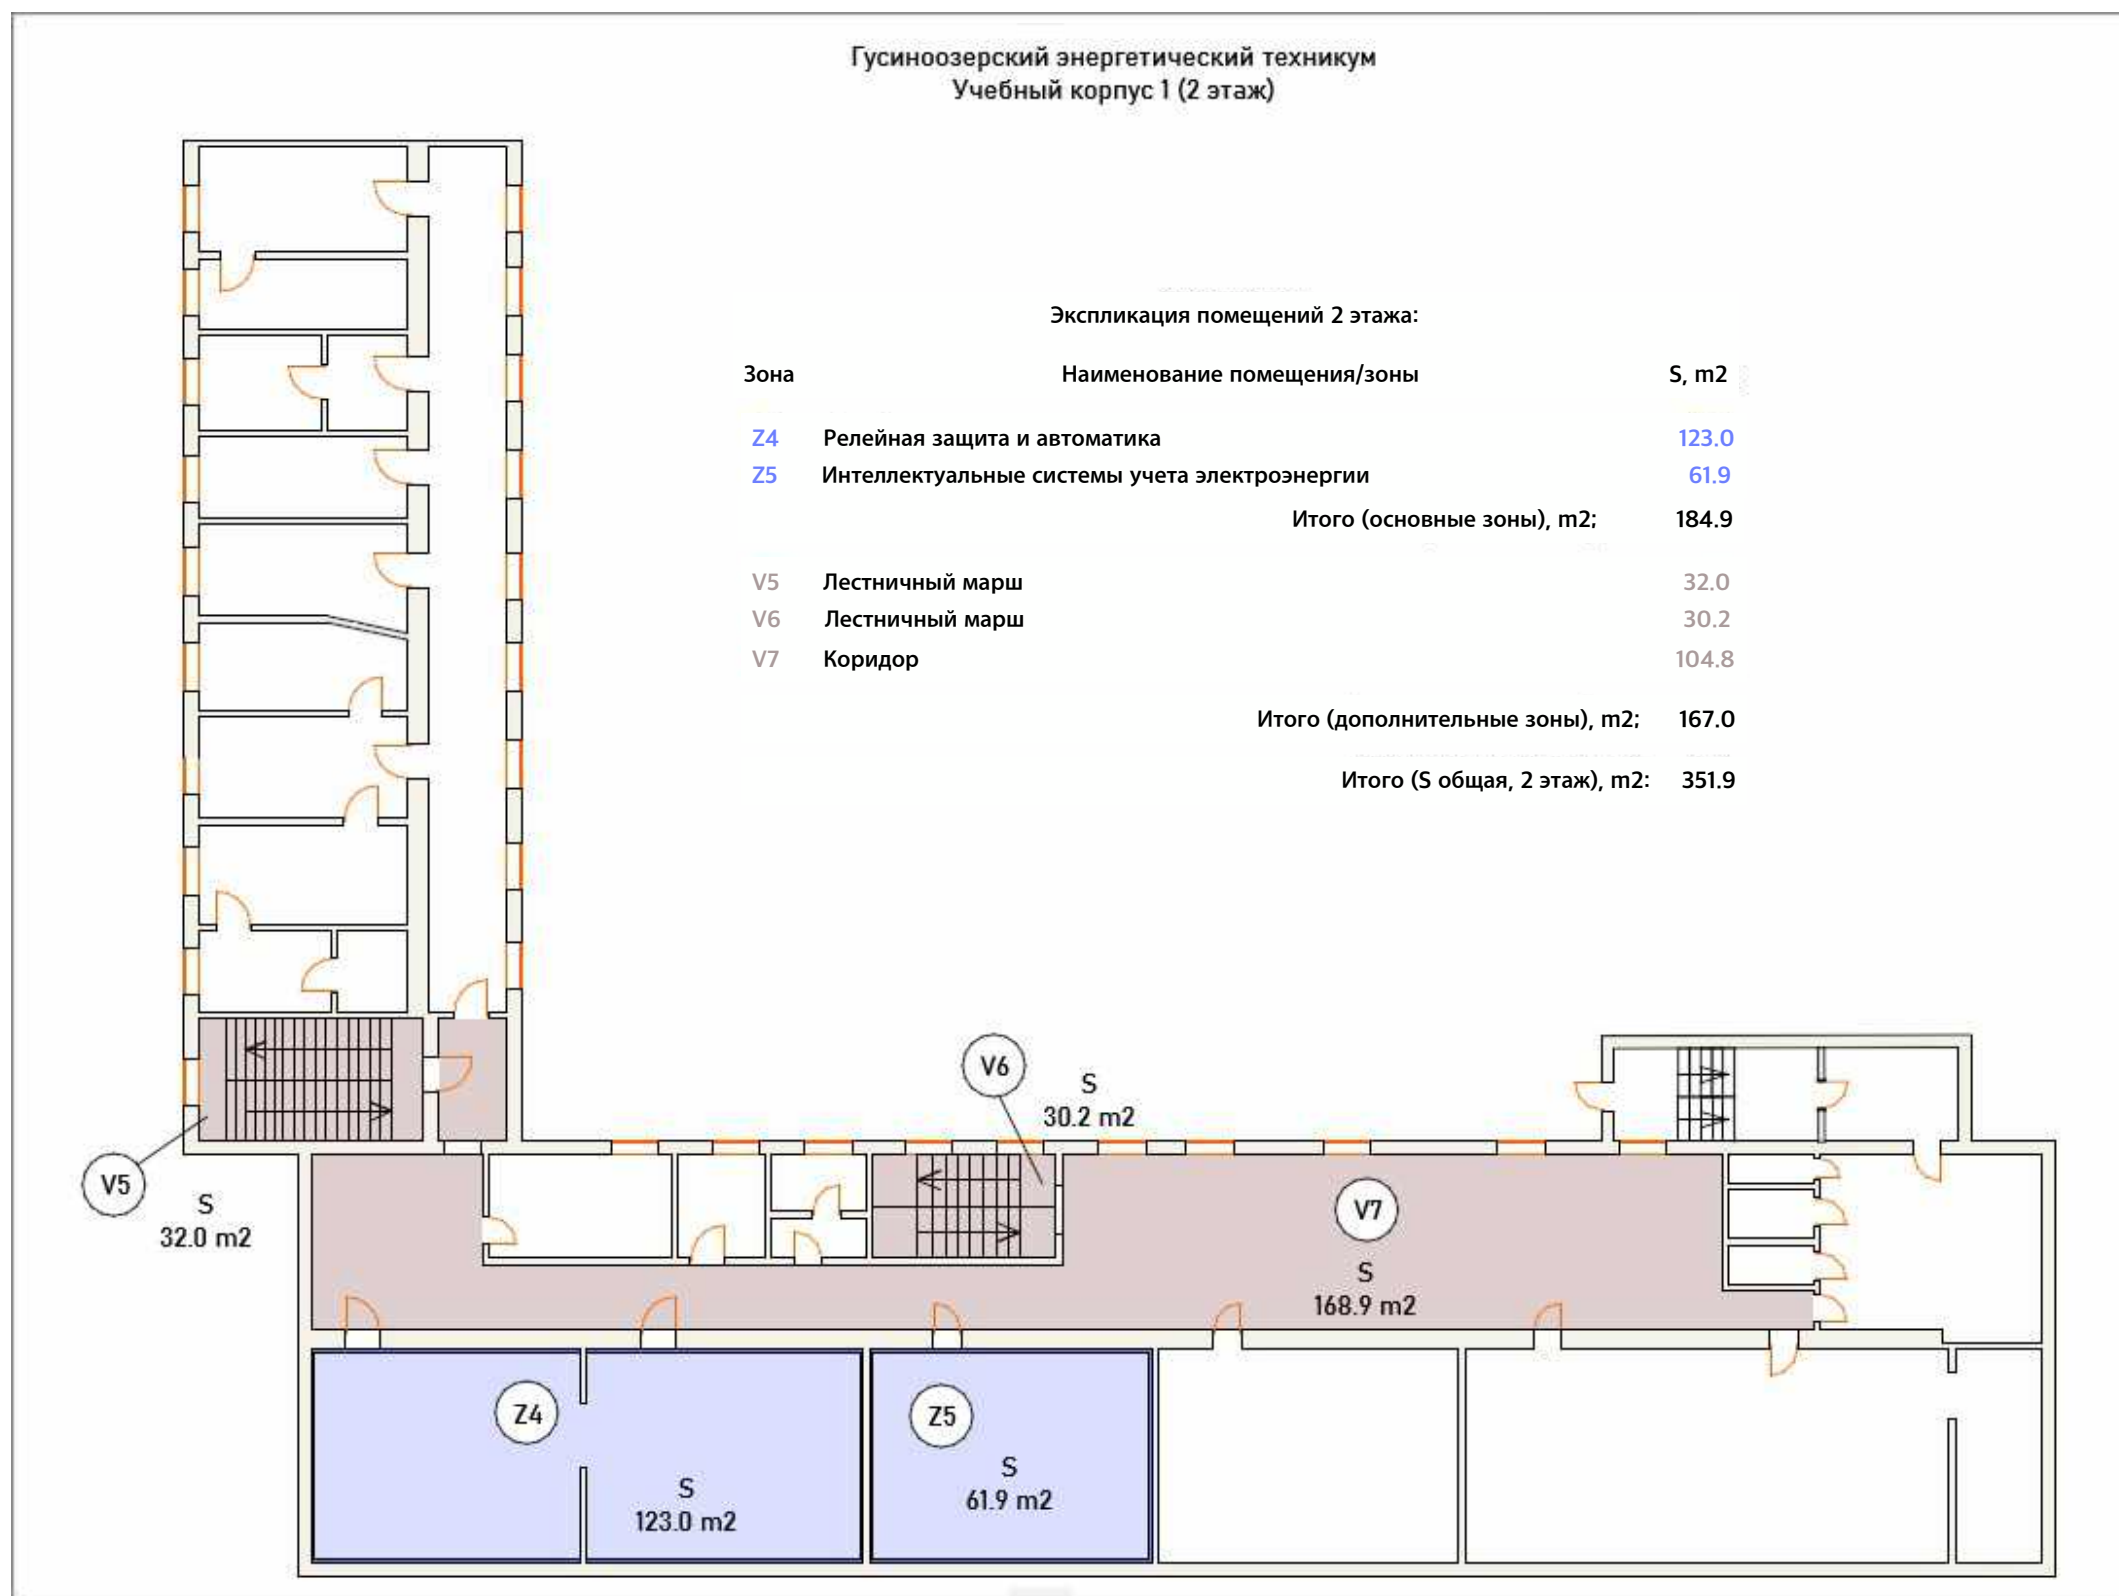 Гусиноозерский энергетический техникум
Учебный корпус 1 (2 этаж)
Экспликация помещений 2 этажа:
Зона Наименование помещения/зоны S, m2
Z4 Релейная защита и автоматика 123.0
Z5 Интеллектуальные системы учета электроэнергии 61.9
Итого (основные зоны), m2; 184.9
V5 Лестничный марш 32.0
V6 Лестничный марш 30.2
V7 Коридор 104.8
Итого (дополнительные зоны), m2; 167.0
Итого (S общая, 2 этаж), m2: 351.9
V6
S
30.2 m2
V5
S
32.0 m2
V7
S
168.9 m2
Z4
S
123.0 m2
Z5
S
61.9 m2